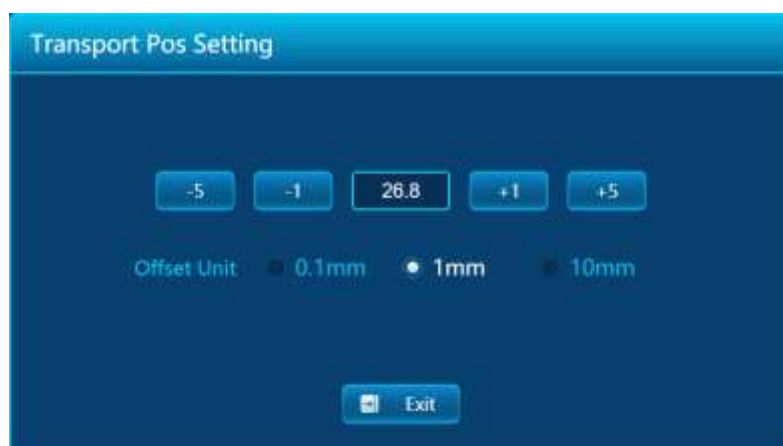 Transport Pos Setting
-5 -1 26.8 +1 +5
Offset Unit 0.1mm 1mm 10mm
Exit